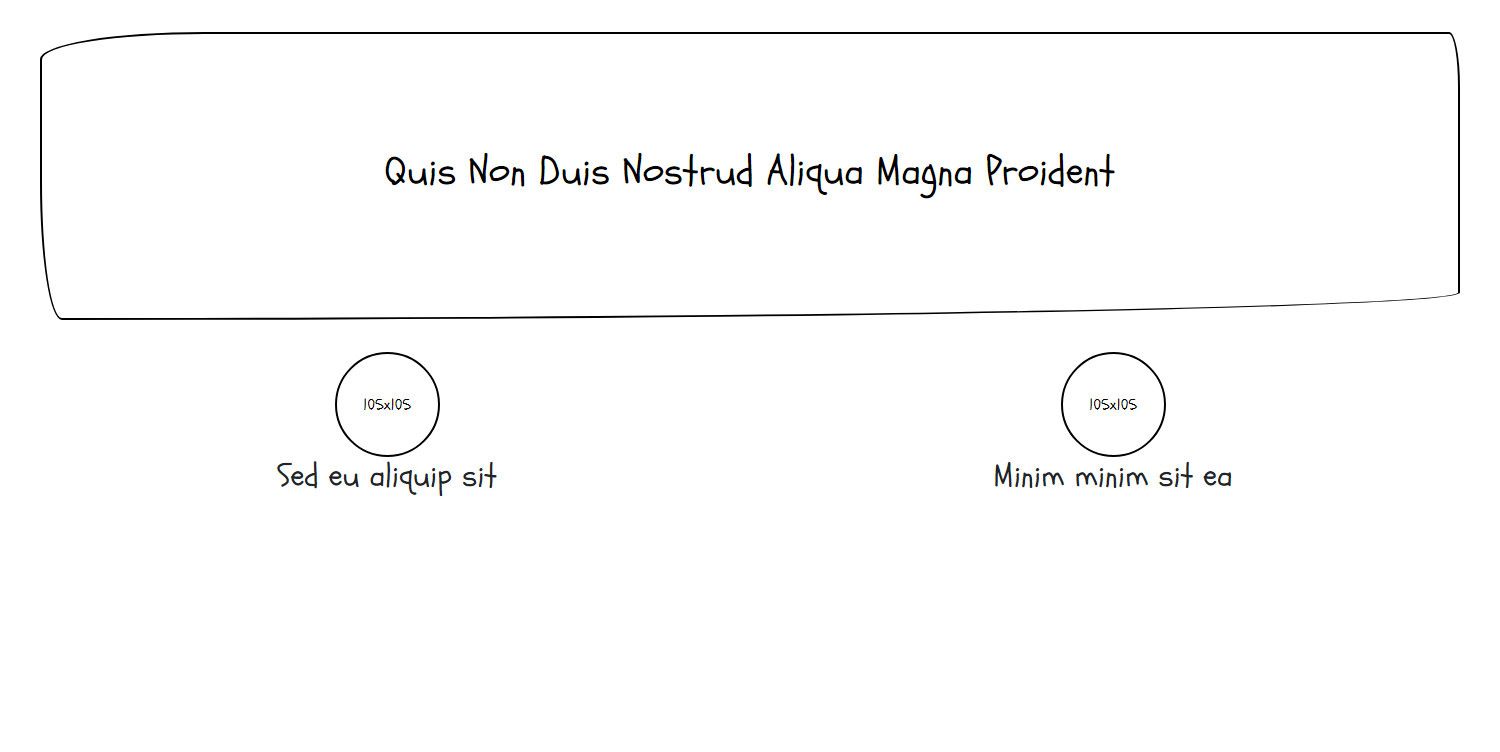 Quis Non Duis Nostrud Aliqua Magna Proident
105x105
105x105
Sed eu aliquip sit
Minim minim sit ea